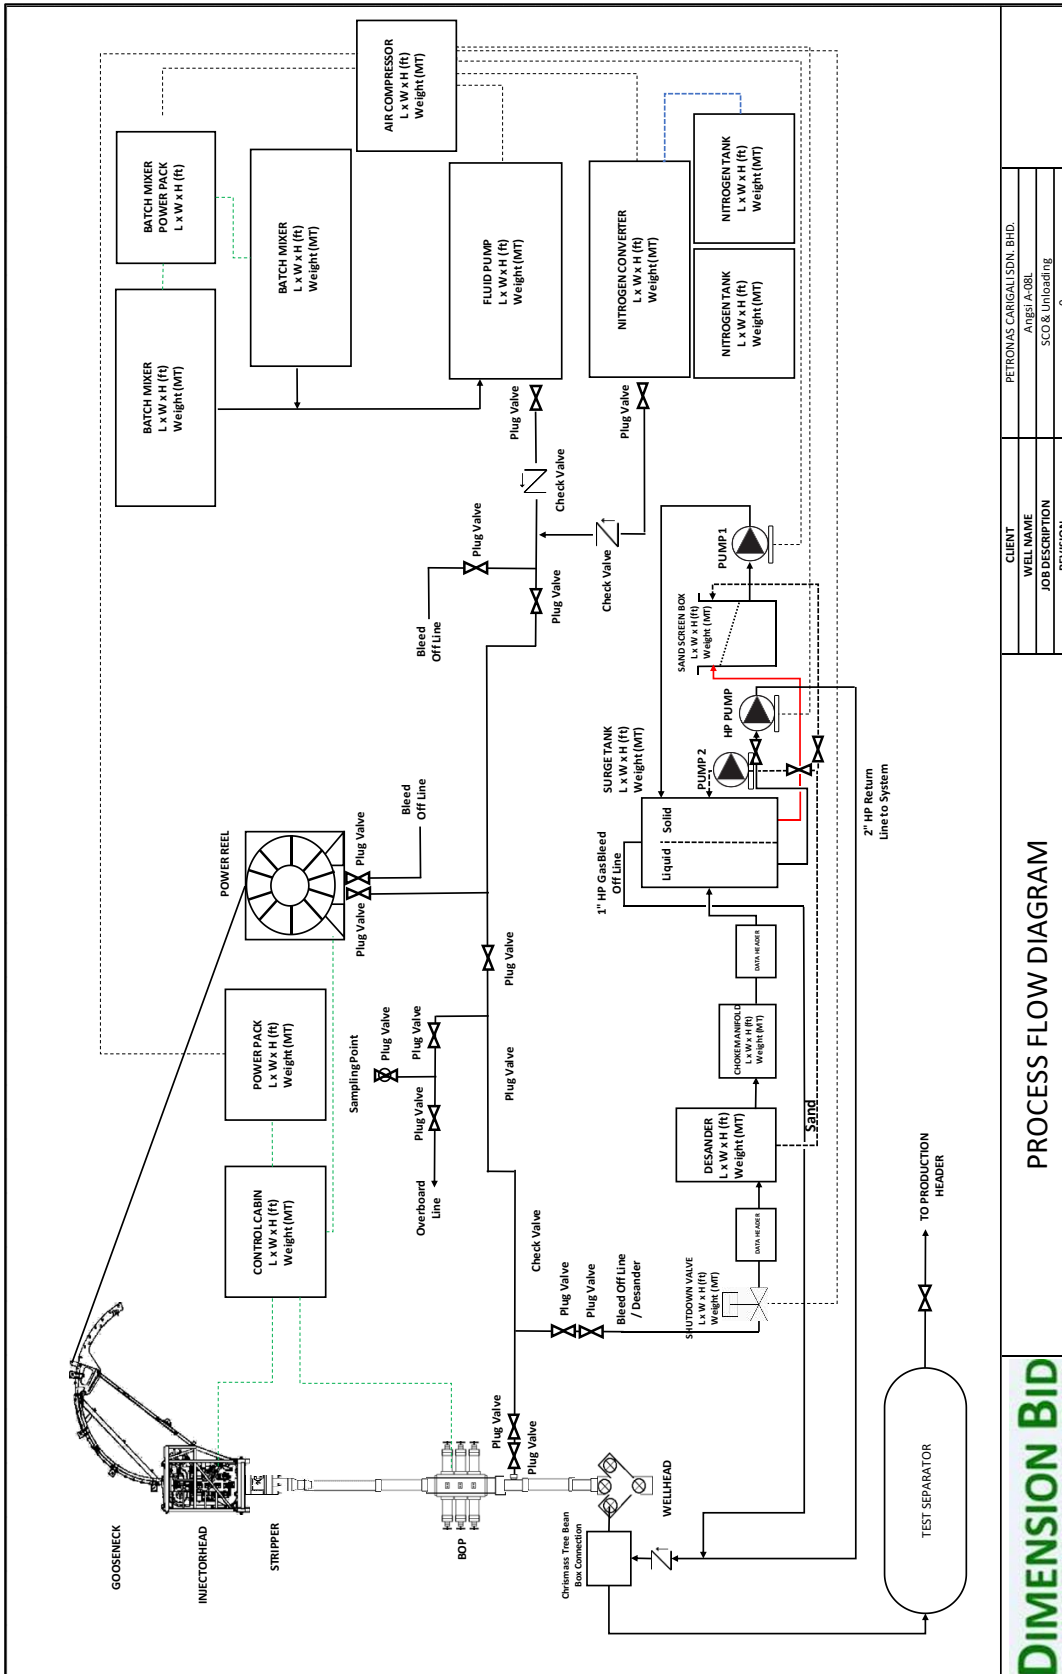 GOOSENECK
INJECTORHEAD
STRIPPER
BOP
WELLHEAD
Chrismass Tree Bean
Box Connection
CONTROL CABIN
L x W x H (ft)
Weight (MT)
POWER PACK
L x W x H (ft)
Weight (MT)
POWER REEL
Plug Valve
Plug Valve
Bleed
Off Line
BATCH MIXER
L x W x H (ft)
Weight (MT)
BATCH MIXER
POWER PACK
L x W x H (ft)
BATCH MIXER
L x W x H (ft)
Weight (MT)
AIR COMPRESSOR
L x W x H (ft)
Weight (MT)
FLUID PUMP
L x W x H (ft)
Weight (MT)
NITROGEN CONVERTER
L x W x H (ft)
Weight (MT)
NITROGEN TANK
L x W x H (ft)
Weight (MT)
NITROGEN TANK
L x W x H (ft)
Weight (MT)
Plug Valve
Check Valve
Plug Valve
Plug Valve
Bleed
Off Line
Plug Valve
Check Valve
Sampling Point
Plug Valve
Plug Valve
Plug Valve
Overboard
Line
Plug Valve
Plug Valve
Check Valve
Plug Valve
Plug Valve
Bleed Off Line
/ Desander
Plug Valve
Plug Valve
SHUTDOWN VALVE
L x W x H (ft)
Weight (MT)
DATA HEADER
DESANDER
L x W x H (ft)
Weight (MT)
Sand
CHOKE MANIFOLD
L x W x H (ft)
Weight (MT)
DATA HEADER
1" HP Gas Bleed
Off Line
SURGE TANK
L x W x H (ft)
Weight (MT)
Liquid
Solid
PUMP 2
HP PUMP
PUMP 1
SAND SCREEN BOX
L x W x H (ft)
Weight (MT)
2" HP Return
Line to System
TEST SEPARATOR
TO PRODUCTION
HEADER
DIMENSION BID
PROCESS FLOW DIAGRAM
CLIENT
PETRONAS CARIGALI SDN. BHD.
WELL NAME
Angsi A-08L
JOB DESCRIPTION
SCO & Unloading
REVISION